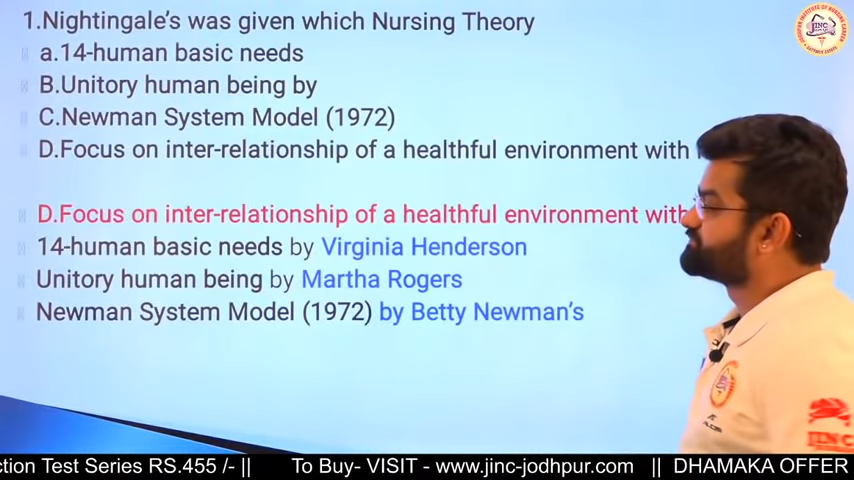 1.Nightingale's was given which Nursing Theory
a.14-human basic needs
B.Unitory human being by
C.Newman System Model (1972)
D.Focus on inter-relationship of a healthful environment with
D.Focus on inter-relationship of a healthful environment with
14-human basic needs by Virginia Henderson
Unitory human being by Martha Rogers
Newman System Model (1972) by Betty Newman's
JINC
JINC
ction Test Series RS.455 /- || To Buy- VISIT - www.jinc-jodhpur.com || DHAMAKA OFFER